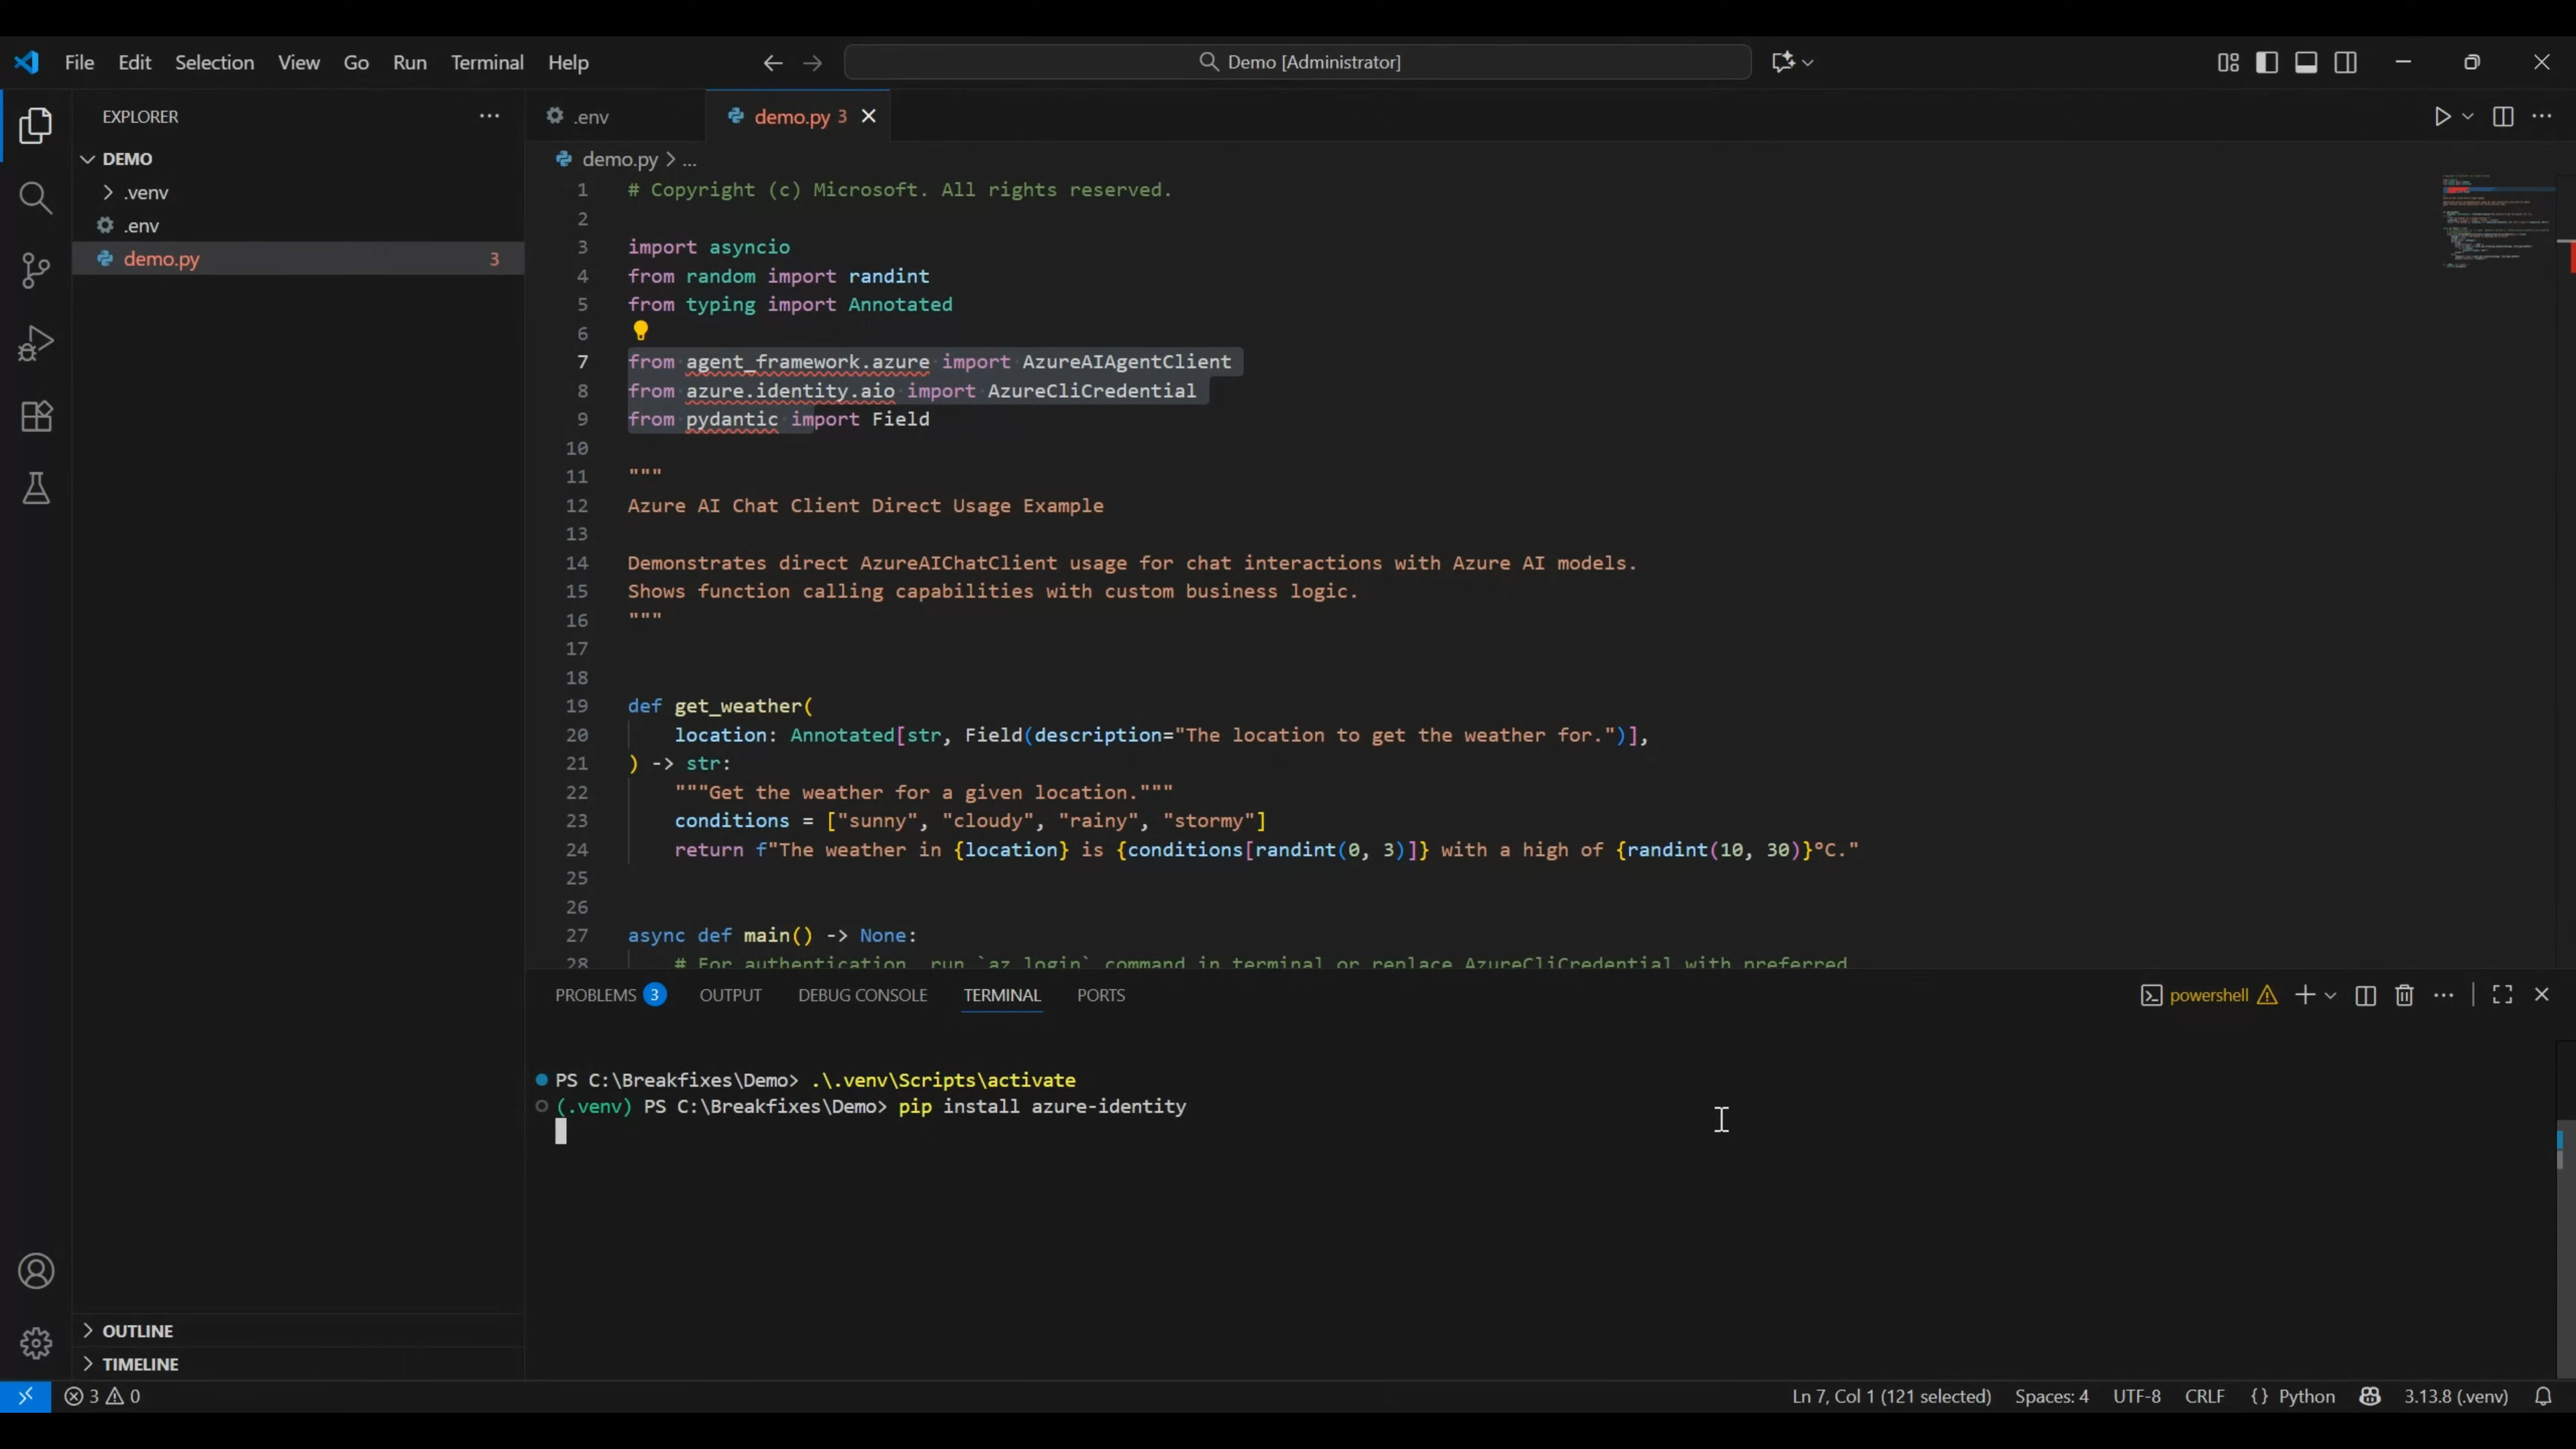 File Edit Selection View Go Run Terminal Help
Demo [Administrator]
EXPLORER
DEMO
.venv
.env
demo.py 3
OUTLINE
TIMELINE
.env
demo.py 3
demo.py > ...
1 # Copyright (c) Microsoft. All rights reserved.
2
3 import asyncio
4 from random import randint
5 from typing import Annotated
6
7 from agent_framework.azure import AzureAIAgentClient
8 from azure.identity.aio import AzureCliCredential
9 from pydantic import Field
10
11 """
12 Azure AI Chat Client Direct Usage Example
13
14 Demonstrates direct AzureAIChatClient usage for chat interactions with Azure AI models.
15 Shows function calling capabilities with custom business logic.
16 """
17
18
19 def get_weather(
20 location: Annotated[str, Field(description="The location to get the weather for.")],
21 ) -> str:
22 """Get the weather for a given location."""
23 conditions = ["sunny", "cloudy", "rainy", "stormy"]
24 return f"The weather in {location} is {conditions[randint(0, 3)]} with a high of {randint(10, 30)}°C."
25
26
27 async def main() -> None:
28 # For authentication, run `az login` command in terminal or replace AzureCliCredential with preferred
PROBLEMS 3 OUTPUT DEBUG CONSOLE TERMINAL PORTS
powershell
PS C:\Breakfixes\Demo> .\.venv\Scripts\activate
(.venv) PS C:\Breakfixes\Demo> pip install azure-identity
3 0
Ln 7, Col 1 (121 selected) Spaces: 4 UTF-8 CRLF {} Python 3.13.8 (.venv)